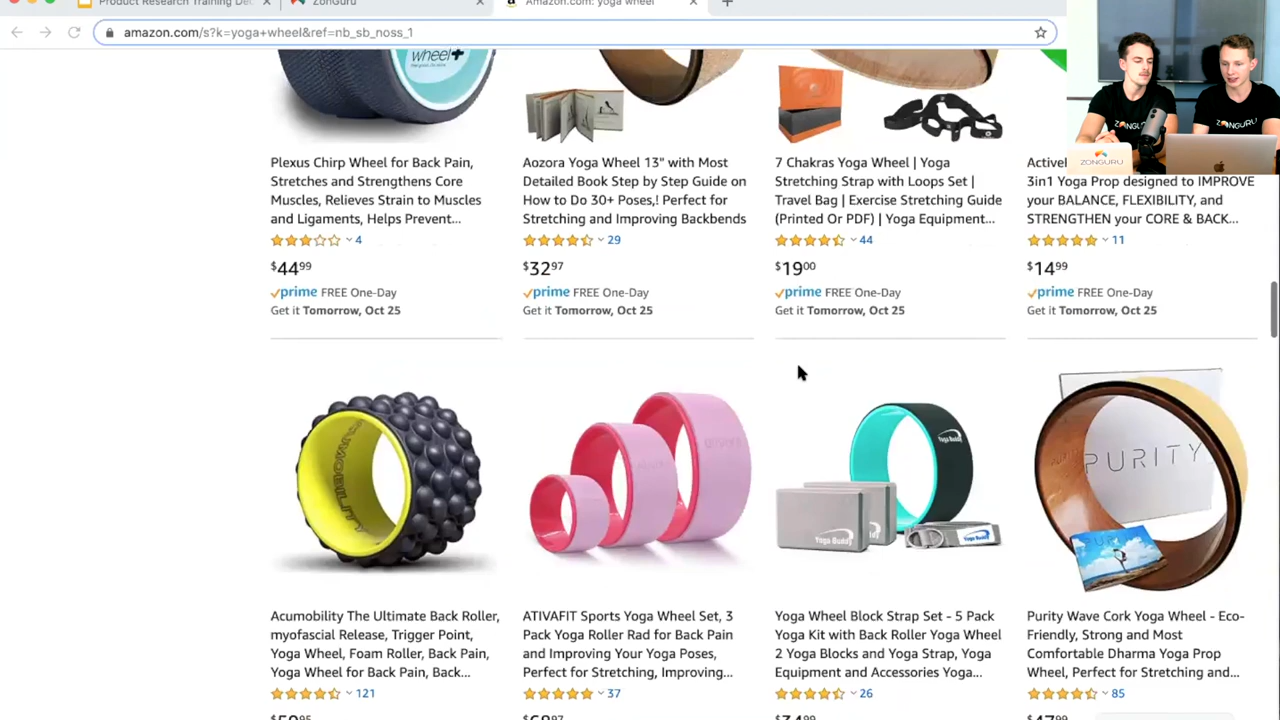 Product Research Training De
ZonGuru
Amazon.com: yoga wheel
amazon.com/s?k=yoga+wheel&ref=nb_sb_noss_1
ZONGURU
ZONGURU
ZONGURU
wheel+
Plexus Chirp Wheel for Back Pain,
Stretches and Strengthens Core
Muscles, Relieves Strain to Muscles
and Ligaments, Helps Prevent...
4
$44 99
prime FREE One-Day
Get it Tomorrow, Oct 25
Aozora Yoga Wheel 13" with Most
Detailed Book Step by Step Guide on
How to Do 30+ Poses,! Perfect for
Stretching and Improving Backbends
29
$32 97
prime FREE One-Day
Get it Tomorrow, Oct 25
7 Chakras Yoga Wheel | Yoga
Stretching Strap with Loops Set |
Travel Bag | Exercise Stretching Guide
(Printed Or PDF) | Yoga Equipment...
44
$19 00
prime FREE One-Day
Get it Tomorrow, Oct 25
3in1 Yoga Prop designed to IMPROVE
your BALANCE, FLEXIBILITY, and
STRENGTHEN your CORE & BACK...
11
$14 99
prime FREE One-Day
Get it Tomorrow, Oct 25
Acumobility The Ultimate Back Roller,
myofascial Release, Trigger Point,
Yoga Wheel, Foam Roller, Back Pain,
Yoga Wheel for Back Pain, Back...
121
ATIVAFIT Sports Yoga Wheel Set, 3
Pack Yoga Roller Rad for Back Pain
and Improving Your Yoga Poses,
Perfect for Stretching, Improving...
37
Yoga Buddy
Yoga Buddy
Yoga Buddy
Yoga Wheel Block Strap Set - 5 Pack
Yoga Kit with Back Roller Yoga Wheel
2 Yoga Blocks and Yoga Strap, Yoga
Equipment and Accessories Yoga...
26
PURITY
Purity Wave Cork Yoga Wheel - Eco-
Friendly, Strong and Most
Comfortable Dharma Yoga Prop
Wheel, Perfect for Stretching and...
85